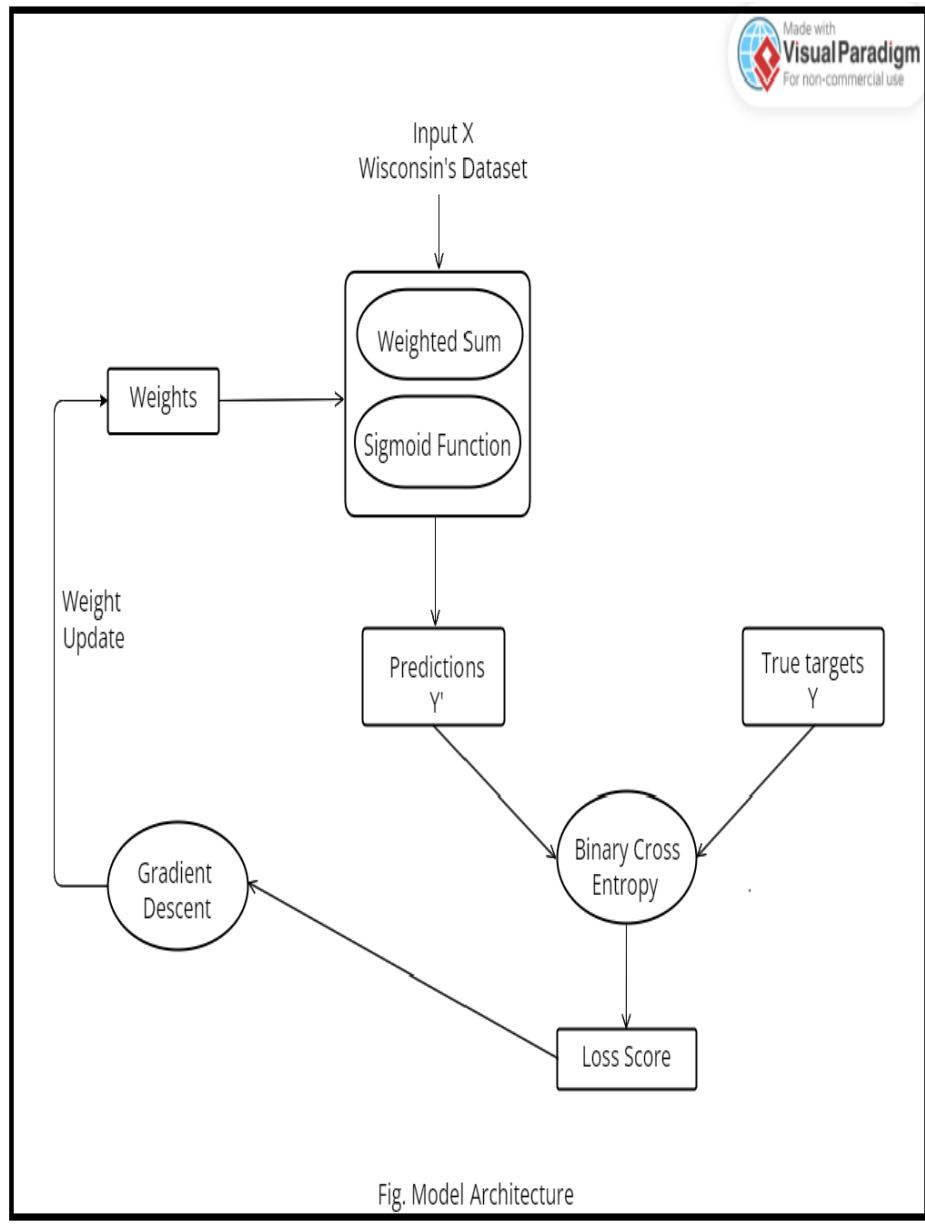 Made with
Visual Paradigm
For non-commercial use
Input X
Wisconsin's Dataset
Weighted Sum
Weights
Sigmoid Function
Weight
Update
Predictions
Y'
True targets
Y
Binary Cross
Entropy
Gradient
Descent
Loss Score
Fig. Model Architecture